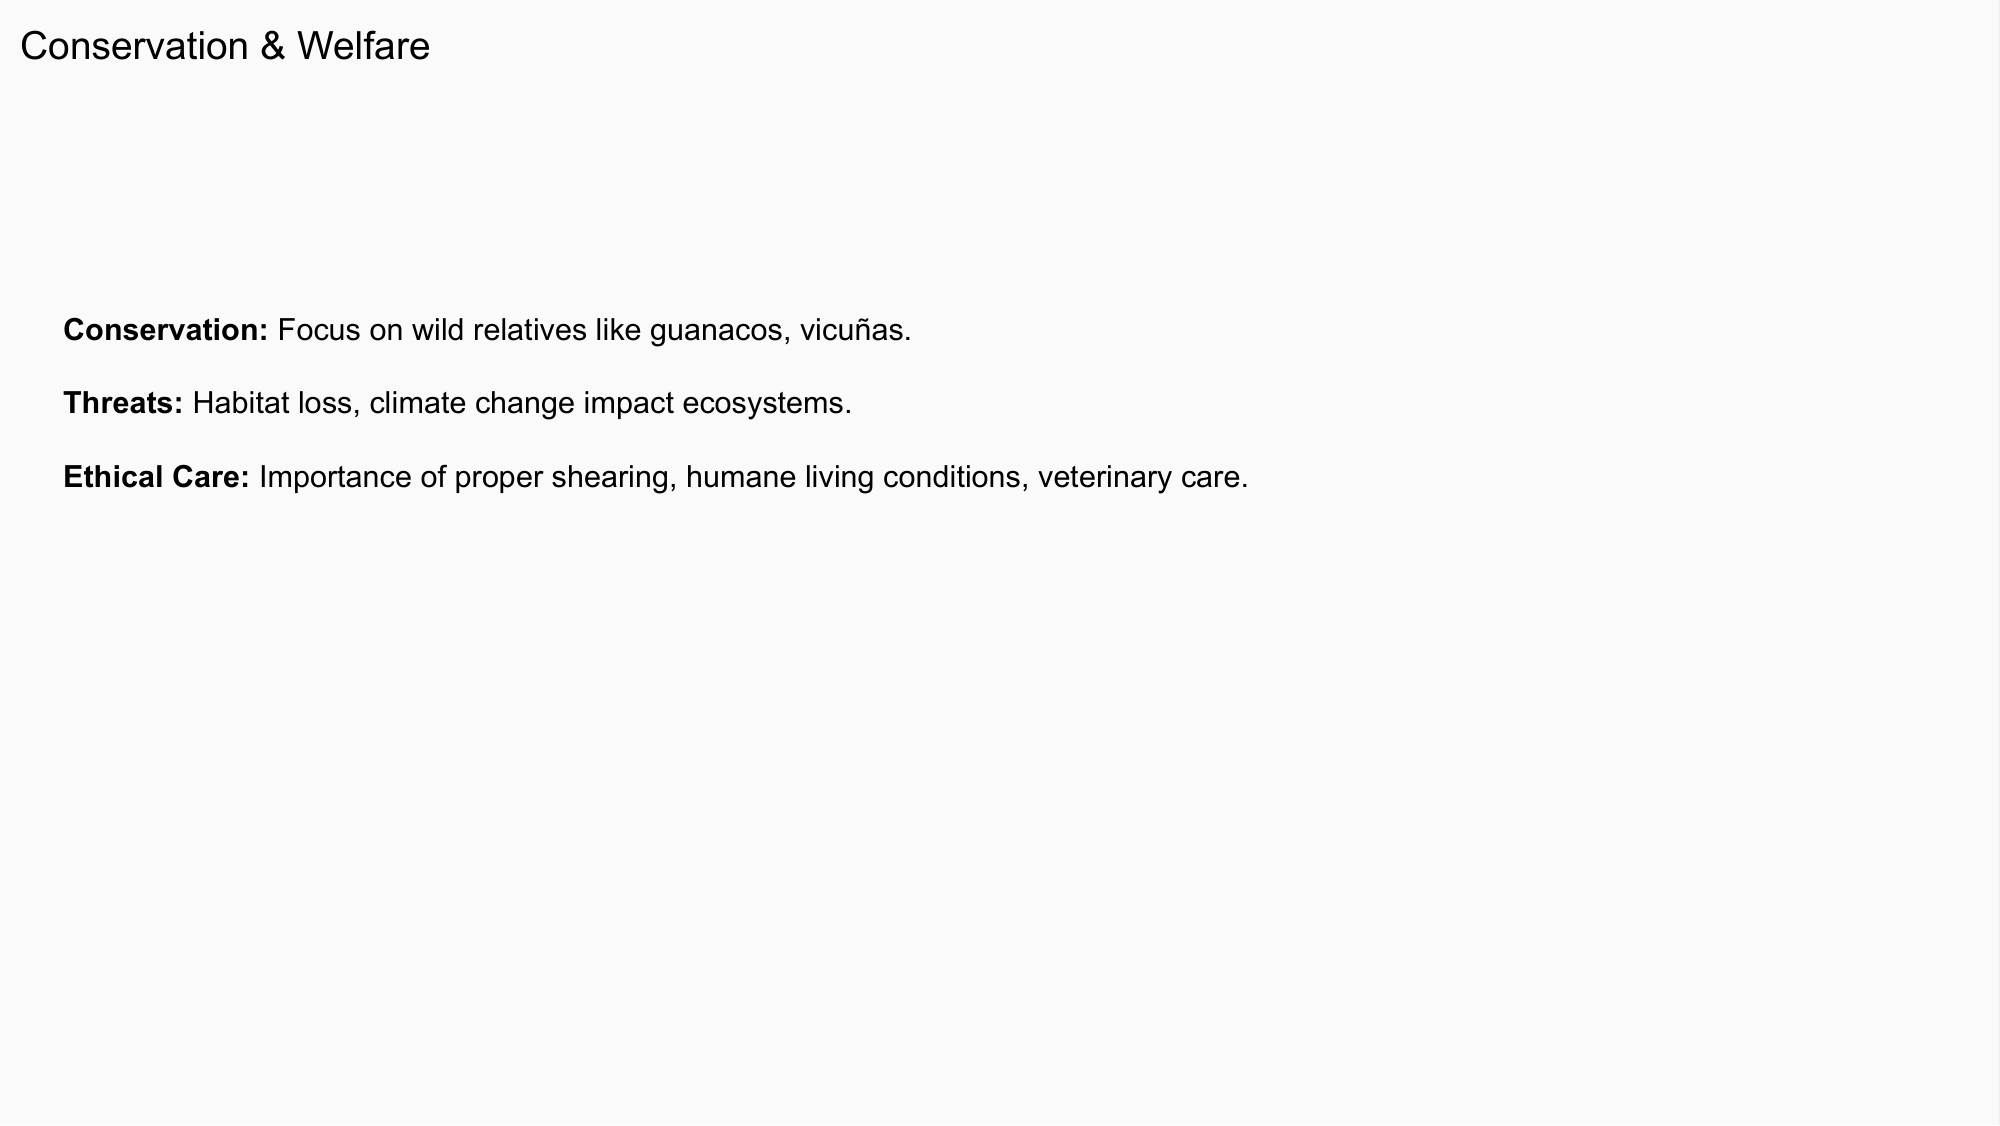 Conservation & Welfare
Conservation: Focus on wild relatives like guanacos, vicuñas.
Threats: Habitat loss, climate change impact ecosystems.
Ethical Care: Importance of proper shearing, humane living conditions, veterinary care.